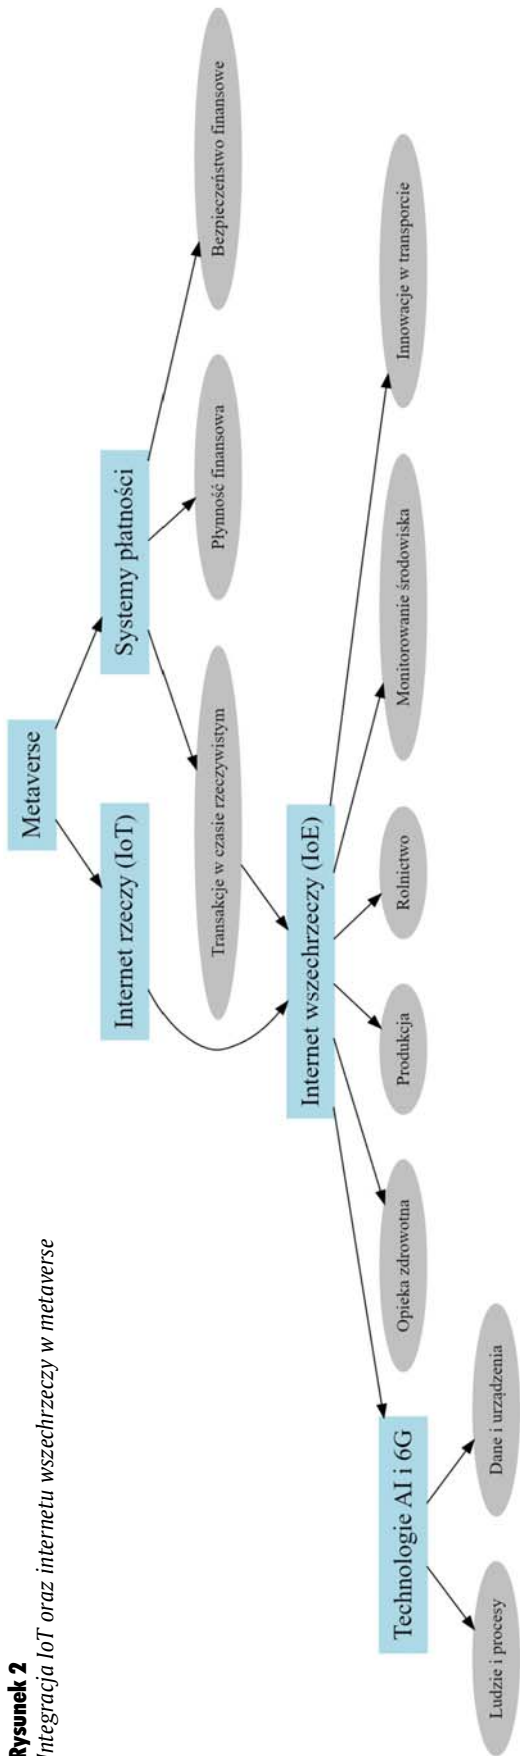 Rysunek 2
Integracja IoT oraz internetu wszechrzeczy w metaverse
Metaverse
Internet rzeczy (IoT)
Systemy płatności
Transakcje w czasie rzeczywistym
Płynność finansowa
Bezpieczeństwo finansowe
Internet wszechrzeczy (IoE)
Technologie AI i 6G
Opieka zdrowotna
Produkcja
Rolnictwo
Monitorowanie środowiska
Innowacje w transporcie
Ludzie i procesy
Dane i urządzenia